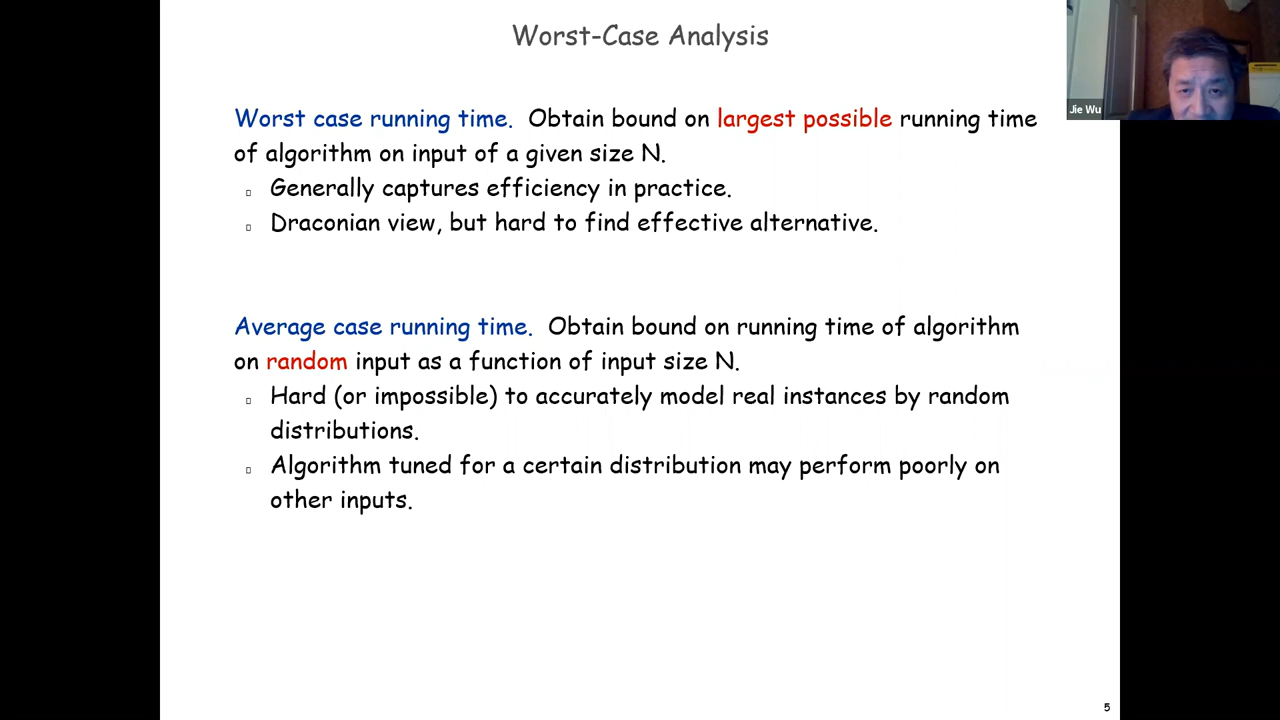 Worst-Case Analysis
Jie Wu
Worst case running time. Obtain bound on largest possible running time
of algorithm on input of a given size N.
Generally captures efficiency in practice.
Draconian view, but hard to find effective alternative.
Average case running time. Obtain bound on running time of algorithm
on random input as a function of input size N.
Hard (or impossible) to accurately model real instances by random
distributions.
Algorithm tuned for a certain distribution may perform poorly on
other inputs.
5